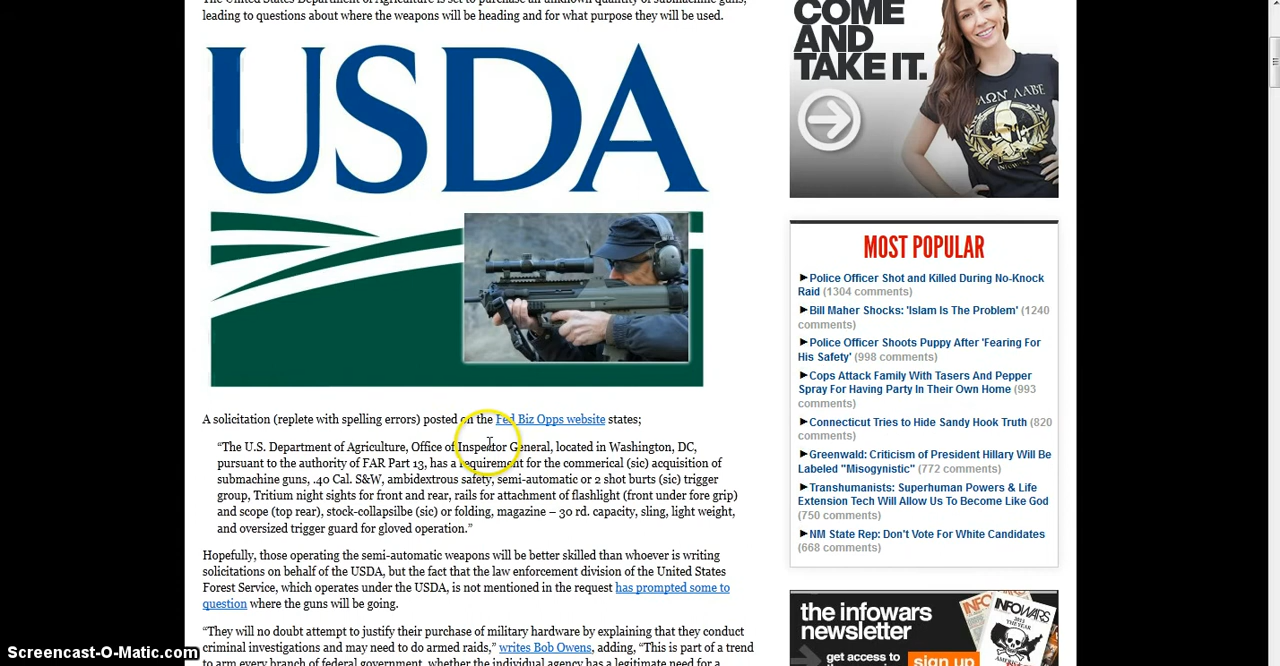 The United States Department of Agriculture is set to purchase an unknown quantity of submachine guns,
leading to questions about where the weapons will be heading and for what purpose they will be used.
USDA
A solicitation (replete with spelling errors) posted on the Fed Biz Opps website states;
“The U.S. Department of Agriculture, Office of Inspector General, located in Washington, DC,
pursuant to the authority of FAR Part 13, has a requirement for the commerical (sic) acquisition of
submachine guns, .40 Cal. S&W, ambidextrous safety, semi-automatic or 2 shot burts (sic) trigger
group, Tritium night sights for front and rear, rails for attachment of flashlight (front under fore grip)
and scope (top rear), stock-collapsilbe (sic) or folding, magazine – 30 rd. capacity, sling, light weight,
and oversized trigger guard for gloved operation.”
Hopefully, those operating the semi-automatic weapons will be better skilled than whoever is writing
solicitations on behalf of the USDA, but the fact that the law enforcement division of the United States
Forest Service, which operates under the USDA, is not mentioned in the request has prompted some to
question where the guns will be going.
“They will no doubt attempt to justify their purchase of military hardware by explaining that they conduct
criminal investigations and may need to do armed raids,” writes Bob Owens, adding, “This is part of a trend
to arm every branch of federal government, whether the individual agency has a legitimate need for a
COME
AND
TAKE IT.
ΜΟΛΩΝ ΛΑΒΕ
MOST POPULAR
►Police Officer Shot and Killed During No-Knock
Raid (1304 comments)
►Bill Maher Shocks: 'Islam Is The Problem' (1240
comments)
►Police Officer Shoots Puppy After 'Fearing For
His Safety' (998 comments)
►Cops Attack Family With Tasers And Pepper
Spray For Having Party In Their Own Home (993
comments)
►Connecticut Tries to Hide Sandy Hook Truth (820
comments)
►Greenwald: Criticism of President Hillary Will Be
Labeled "Misogynistic" (772 comments)
►Transhumanists: Superhuman Powers & Life
Extension Tech Will Allow Us To Become Like God
(750 comments)
►NM State Rep: Don't Vote For White Candidates
(668 comments)
the infowars
newsletter
get access to
sign up
INFOWARS
Screencast-O-Matic.com